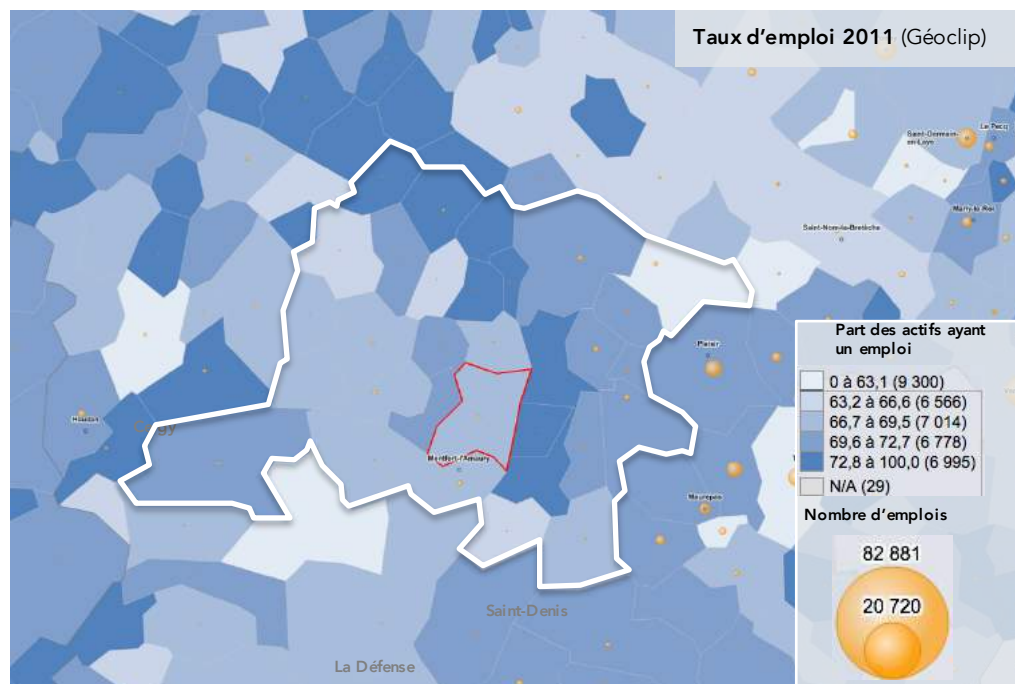 Taux d'emploi 2011 (Géoclip)
Saint-Germain-
en-Laye
Le Pecq
Marly-le-Roi
Saint-Nom-la-Bretèche
Plaisir
Houdan
Montfort-l'Amaury
Maurepas
Saint-Denis
La Défense
Part des actifs ayant
un emploi
0 à 63,1 (9 300)
63,2 à 66,6 (6 566)
66,7 à 69,5 (7 014)
69,6 à 72,7 (6 778)
72,8 à 100,0 (6 995)
N/A (29)
Nombre d'emplois
82 881
20 720